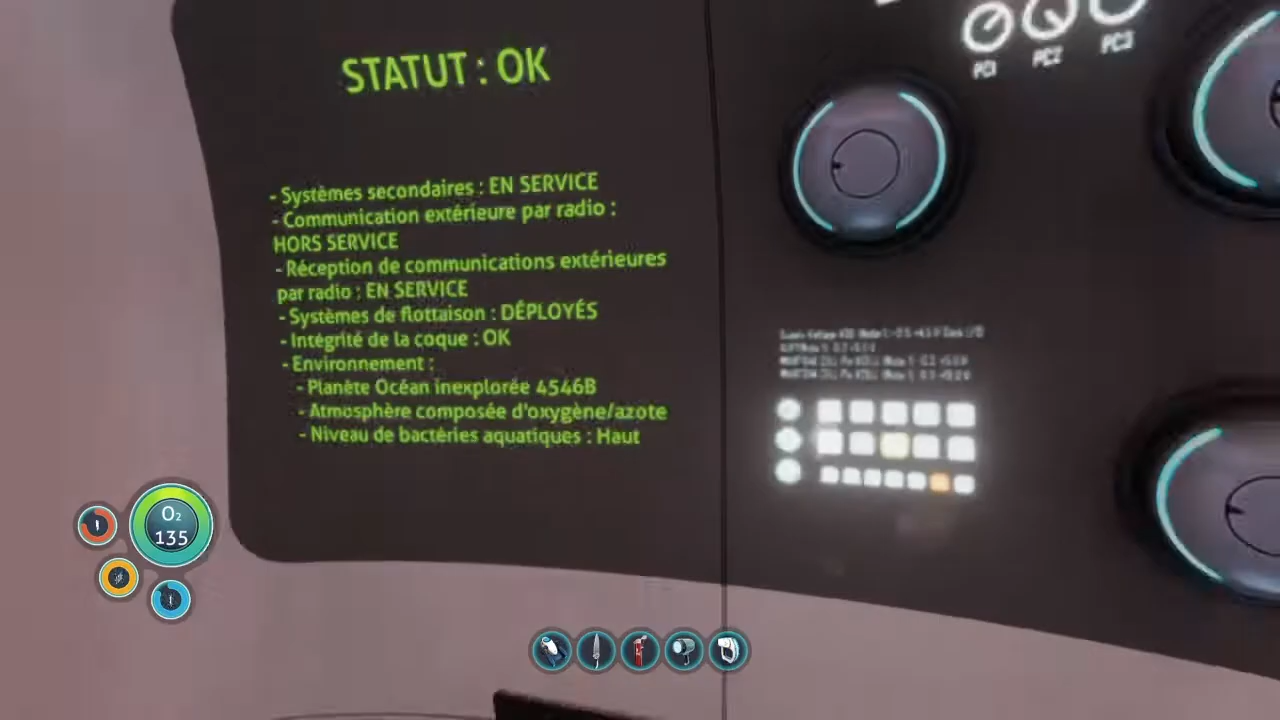 STATUT : OK
PC1
PC2
PC3
- Systèmes secondaires : EN SERVICE
- Communication extérieure par radio :
HORS SERVICE
- Réception de communications extérieures
par radio : EN SERVICE
- Systèmes de flottaison : DÉPLOYÉS
- Intégrité de la coque : OK
- Environnement :
- Planète Océan inexplorée 4546B
- Atmosphère composée d'oxygène/azote
- Niveau de bactéries aquatiques : Haut
O₂
135